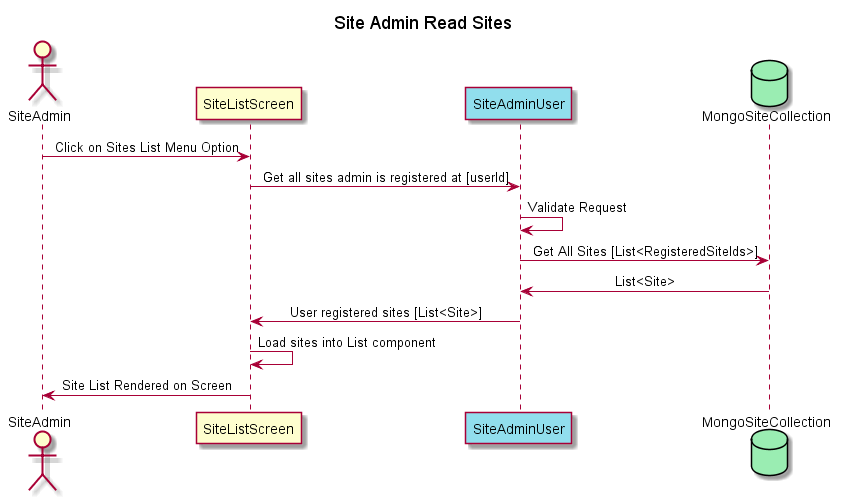 Site Admin Read Sites
SiteAdmin
SiteListScreen
SiteAdminUser
MongoSiteCollection
Click on Sites List Menu Option
Get all sites admin is registered at [userId]
Validate Request
Get All Sites [List<RegisteredSiteIds>]
List<Site>
User registered sites [List<Site>]
Load sites into List component
Site List Rendered on Screen
SiteAdmin
SiteListScreen
SiteAdminUser
MongoSiteCollection